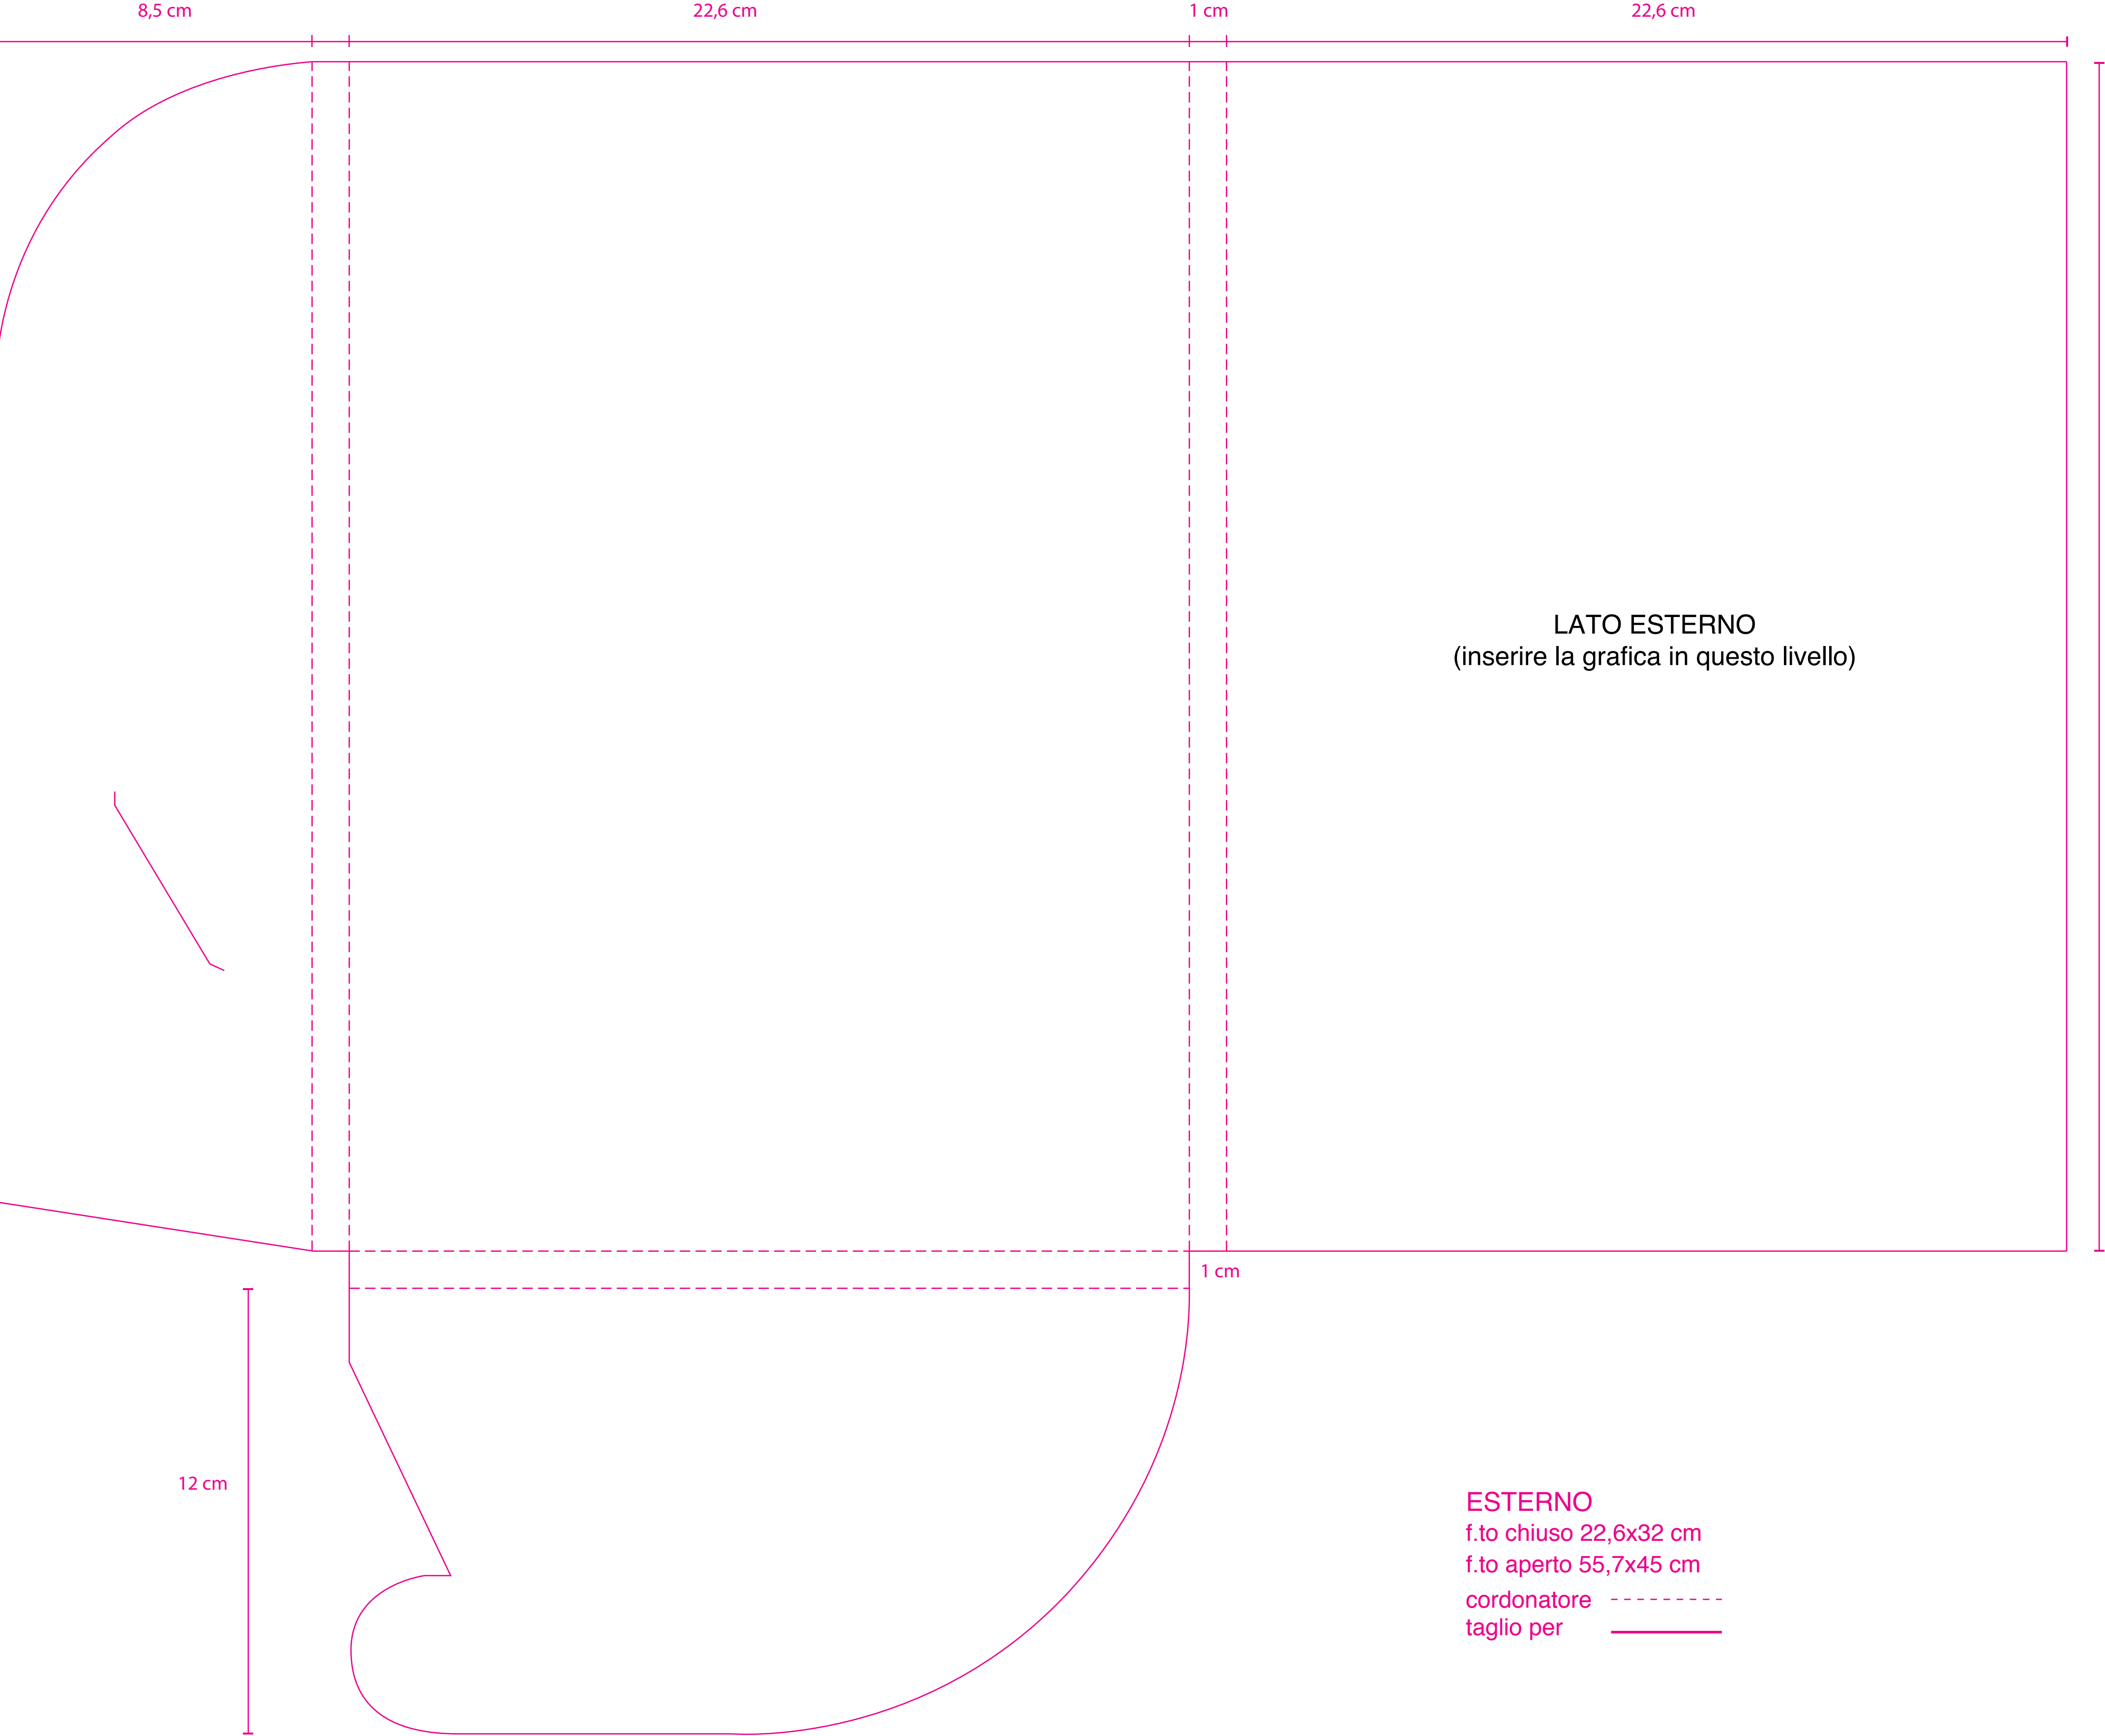 8,5 cm
22,6 cm
1 cm
22,6 cm
LATO ESTERNO
(inserire la grafica in questo livello)
1 cm
12 cm
ESTERNO
f.to chiuso 22,6x32 cm
f.to aperto 55,7x45 cm
cordonatore
taglio per